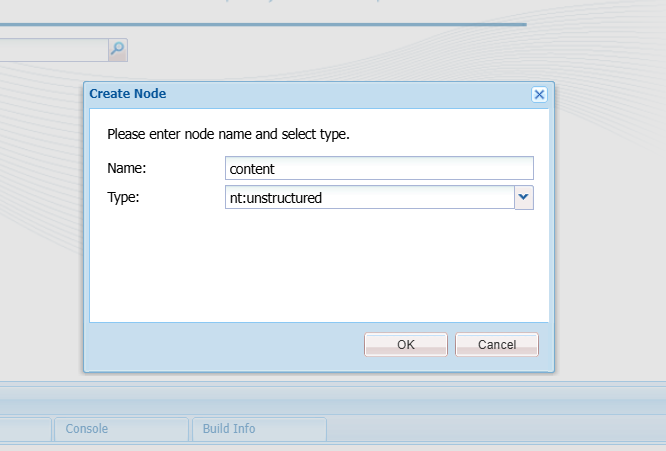 Create Node
Please enter node name and select type.
Name: content
Type: nt:unstructured
OK Cancel
Console Build Info